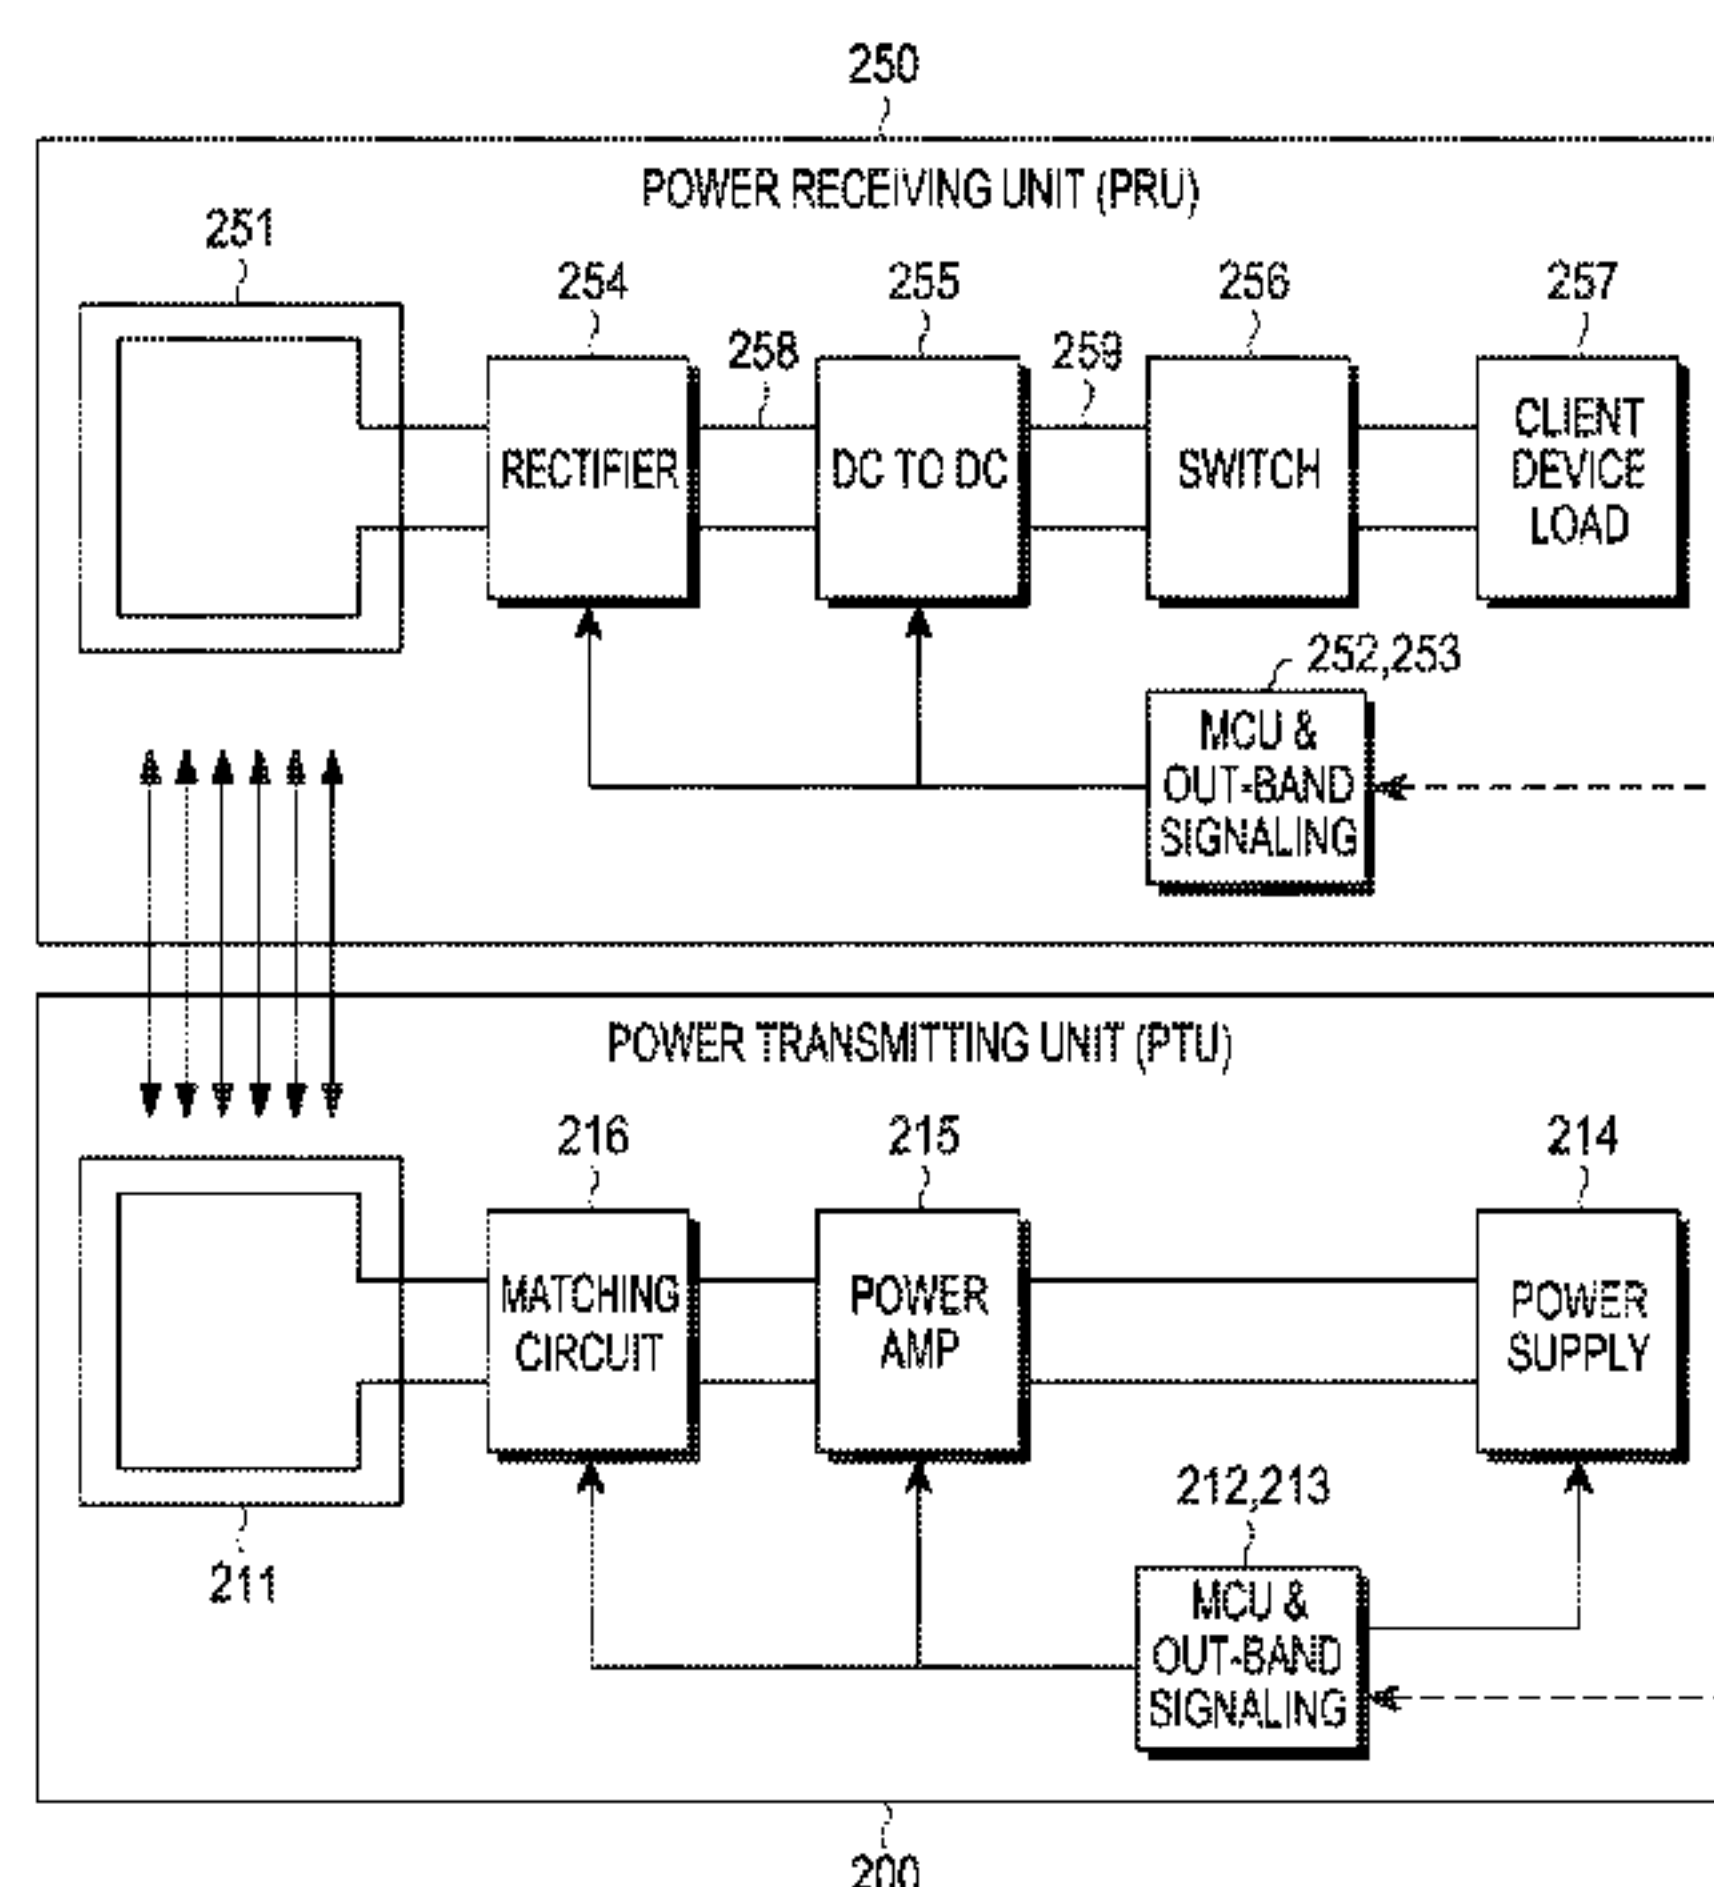 250
POWER RECEIVING UNIT (PRU)
251
254
255
256
257
258
259
RECTIFIER
DC TO DC
SWITCH
CLIENT
DEVICE
LOAD
252,253
MCU &
OUT-BAND
SIGNALING
POWER TRANSMITTING UNIT (PTU)
216
215
214
MATCHING
CIRCUIT
POWER
AMP
POWER
SUPPLY
212,213
211
MCU &
OUT-BAND
SIGNALING
200